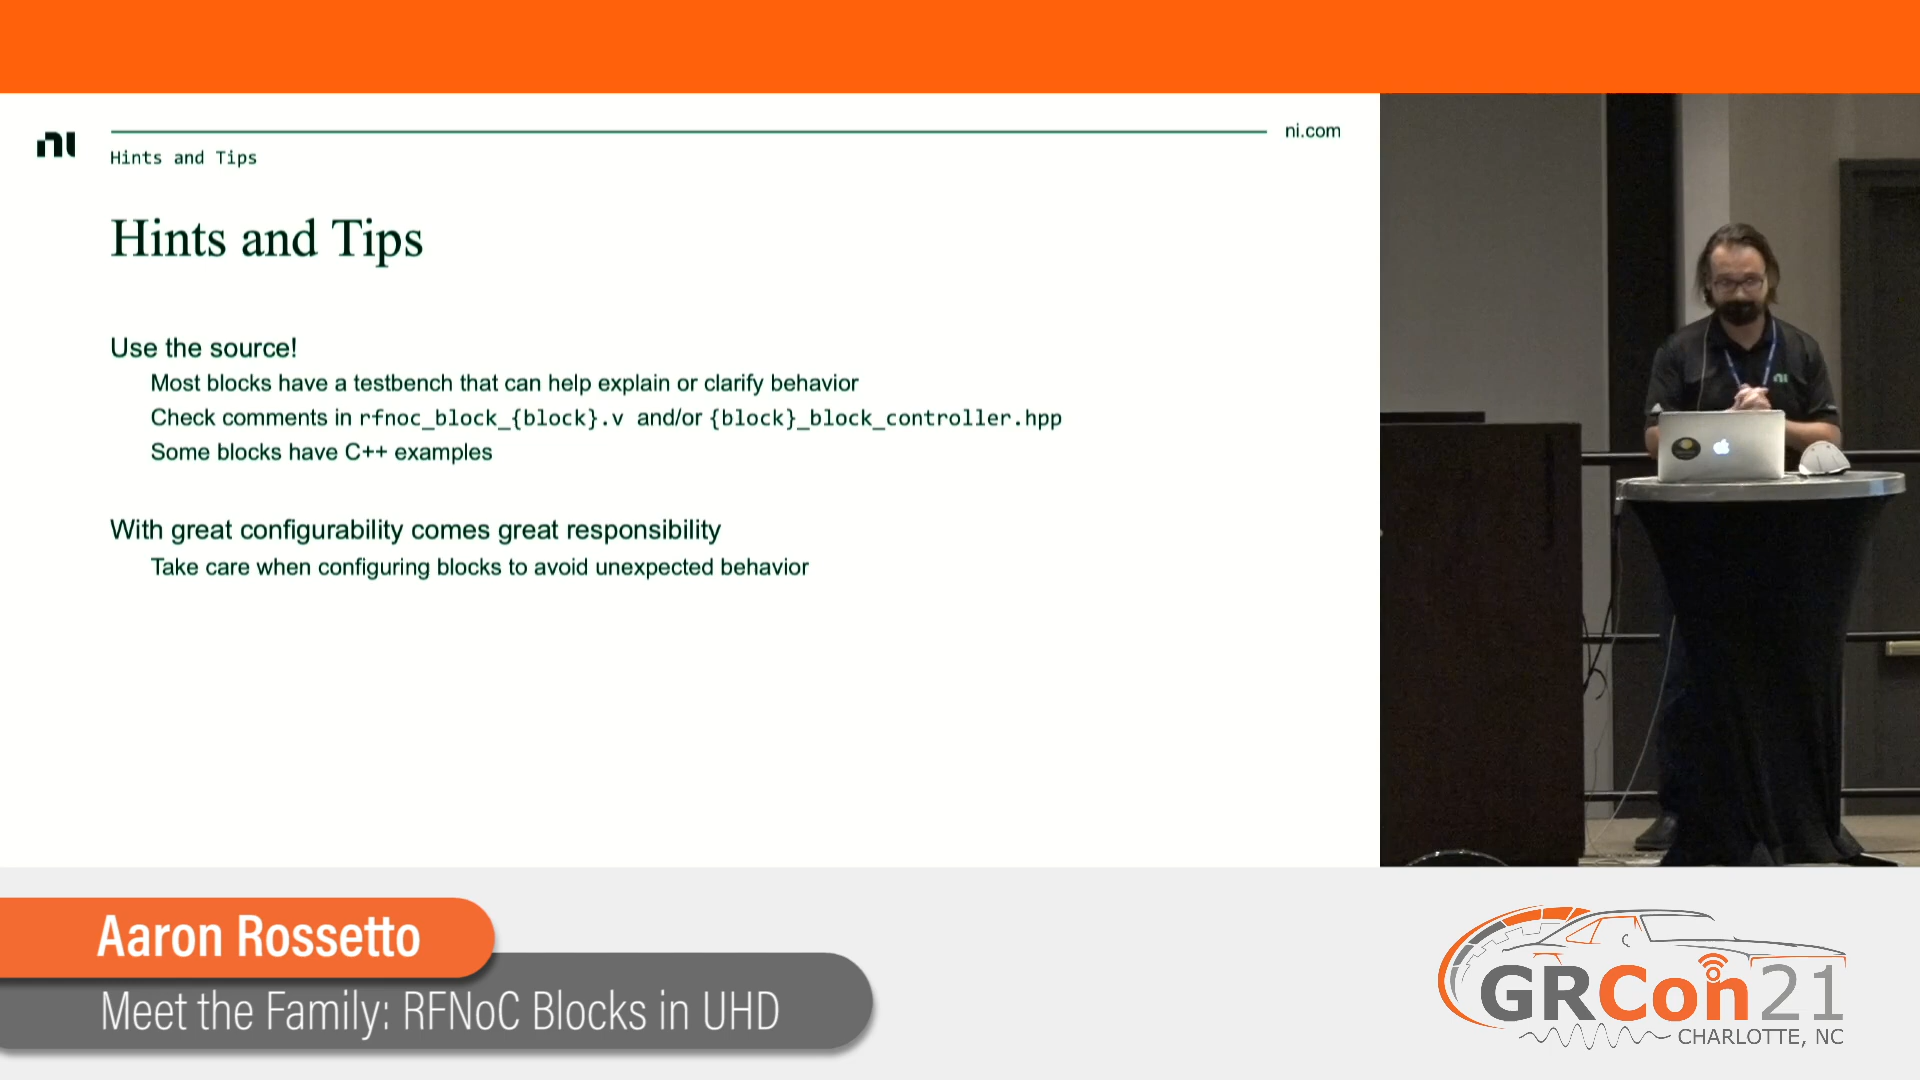 ni
ni.com
Hints and Tips
Hints and Tips
Use the source!
Most blocks have a testbench that can help explain or clarify behavior
Check comments in rfnoc_block_{block}.v and/or {block}_block_controller.hpp
Some blocks have C++ examples
With great configurability comes great responsibility
Take care when configuring blocks to avoid unexpected behavior
ni
Aaron Rossetto
Meet the Family: RFNoC Blocks in UHD
GRCon21
CHARLOTTE, NC